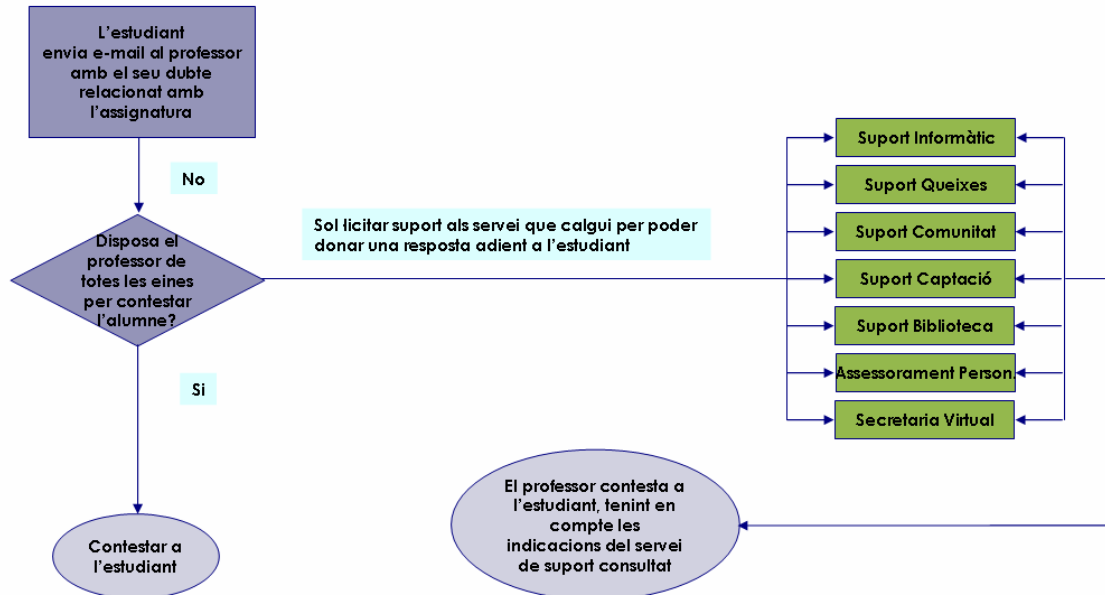 L'estudiant
envia e-mail al professor
amb el seu dubte
relacionat amb
l'assignatura
No
Disposa el
professor de
totes les eines
per contestar
l'alumne?
Sol·licitar suport als servei que calgui per poder
donar una resposta adient a l'estudiant
Si
Contestar a
l'estudiant
Suport Informàtic
Suport Queixes
Suport Comunitat
Suport Captació
Suport Biblioteca
Assessorament Person.
Secretaria Virtual
El professor contesta a
l'estudiant, tenint en
compte les
indicacions del servei
de suport consultat